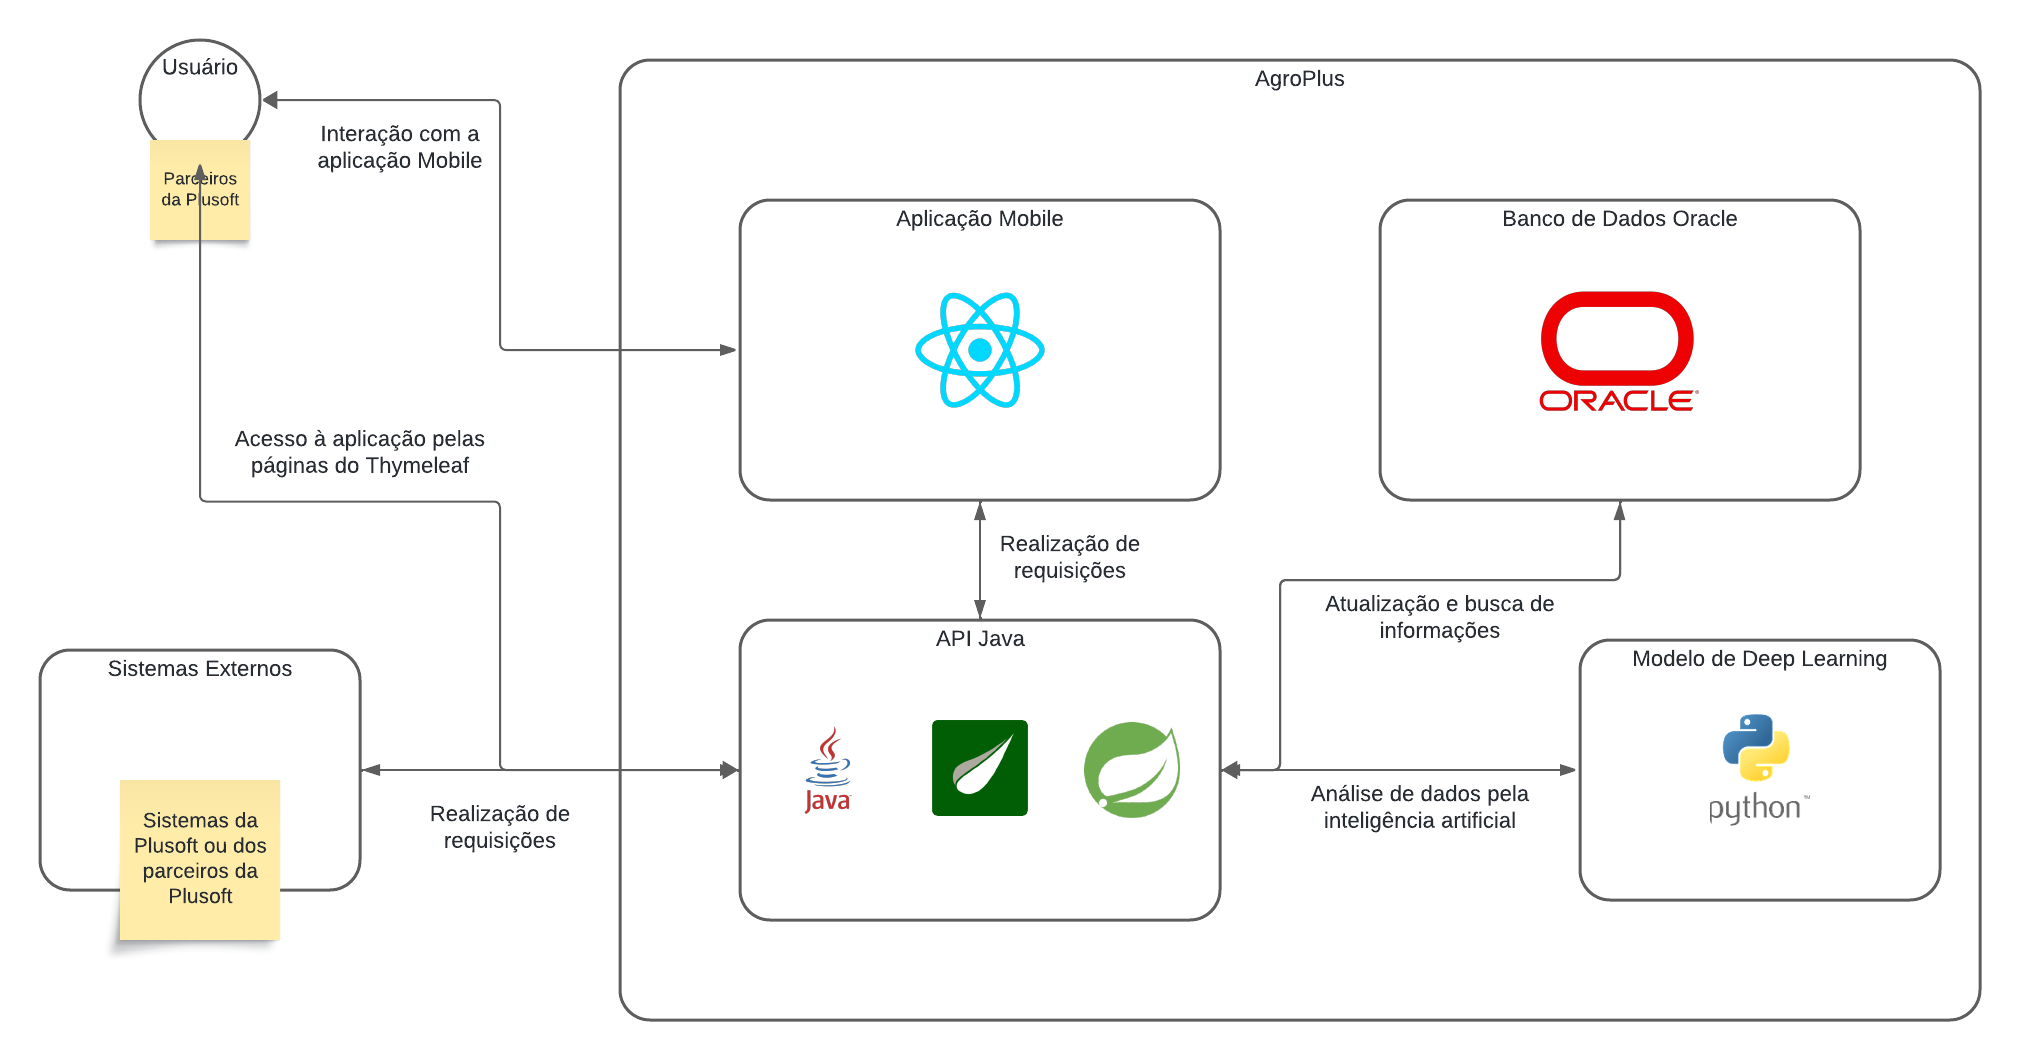 Usuário
Parceiros
da Plusoft
Interação com a
aplicação Mobile
Acesso à aplicação pelas
páginas do Thymeleaf
Sistemas Externos
Sistemas da
Plusoft ou dos
parceiros da
Plusoft
Realização de
requisições
AgroPlus
Aplicação Mobile
Banco de Dados Oracle
ORACLE
Realização de
requisições
API Java
Java
Atualização e busca de
informações
Análise de dados pela
inteligência artificial
Modelo de Deep Learning
python™